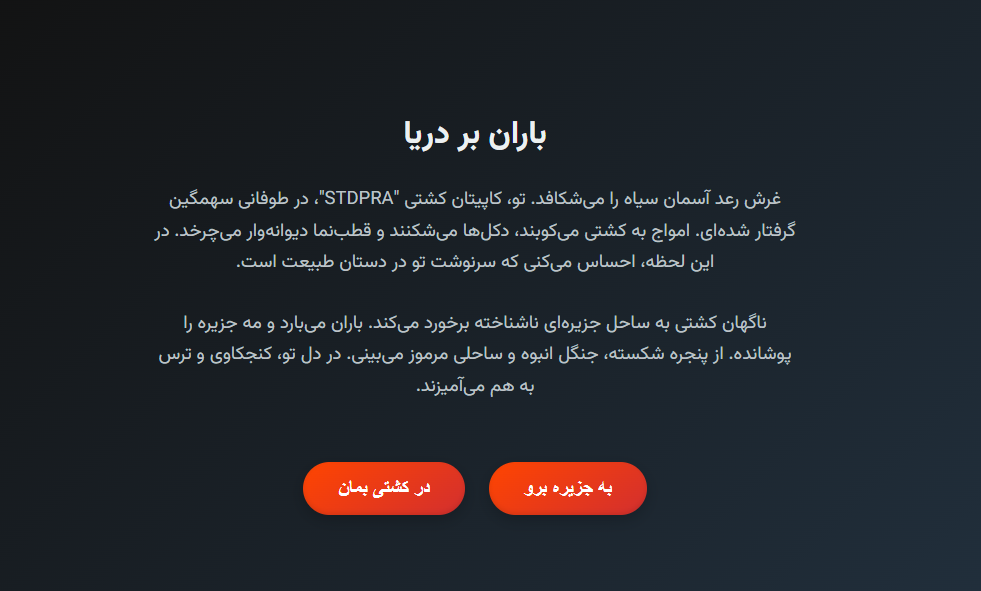 باران بر دریا
غرش رعد آسمان سیاه را می‌شکافد. تو، کاپیتان کشتی "STDPRA"، در طوفانی سهمگین
گرفتار شده‌ای. امواج به کشتی می‌کوبند، دکل‌ها می‌شکنند و قطب‌نما دیوانه‌وار می‌چرخد. در
این لحظه، احساس می‌کنی که سرنوشت تو در دستان طبیعت است.
ناگهان کشتی به ساحل جزیره‌ای ناشناخته برخورد می‌کند. باران می‌بارد و مه جزیره را
پوشانده. از پنجره شکسته، جنگل انبوه و ساحلی مرموز می‌بینی. در دل تو، کنجکاوی و ترس
به هم می‌آمیزند.
به جزیره برو
در کشتی بمان